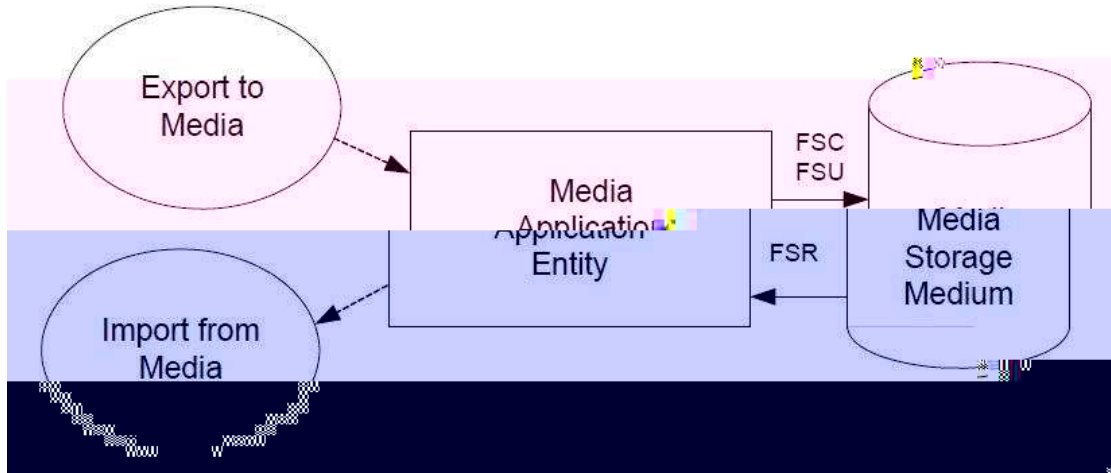 Export to
Media
Media
Application
Entity
FSC
FSU
FSR
Media
Storage
Medium
Import from
Media